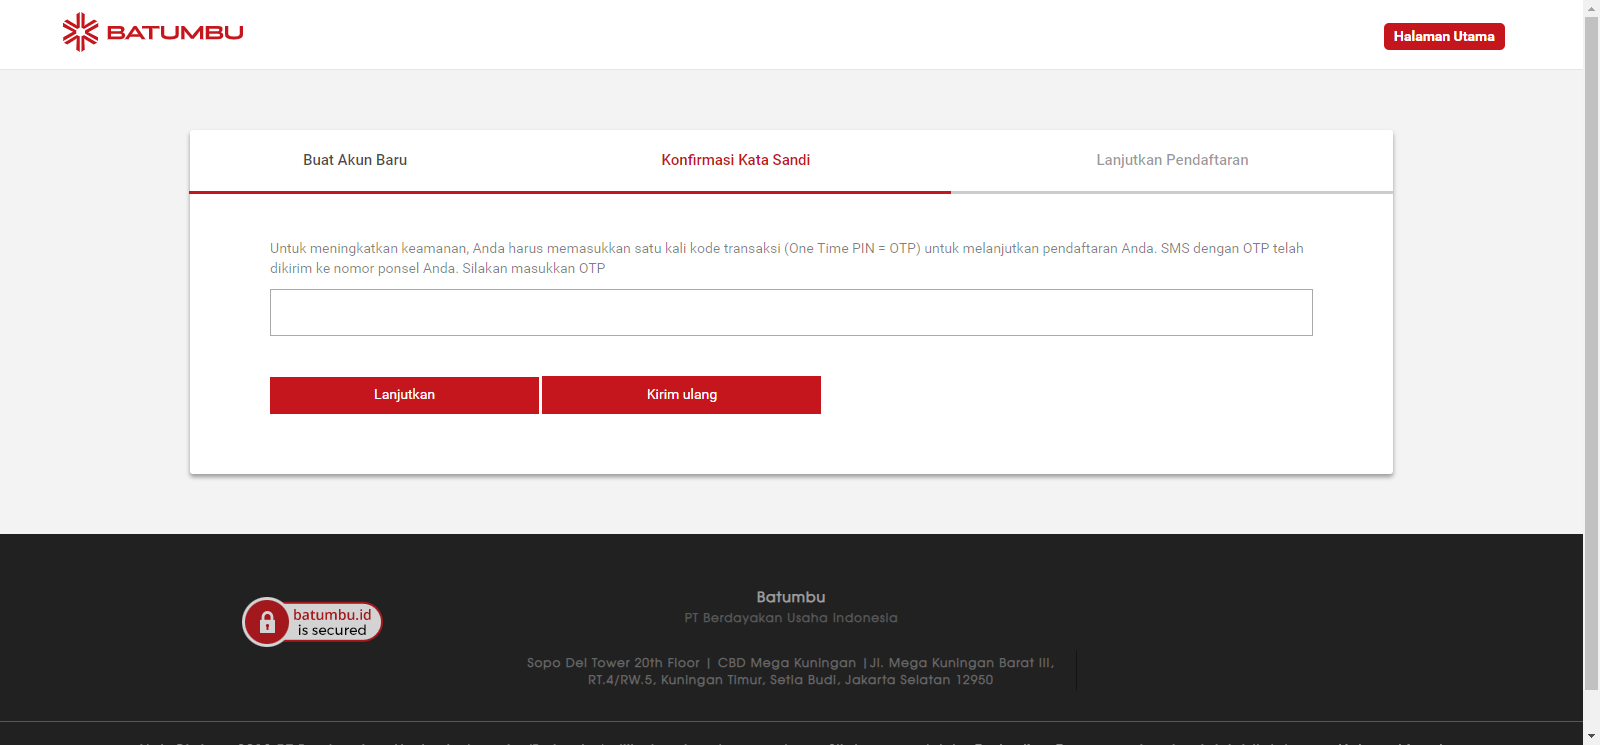 BATUMBU
Halaman Utama
Buat Akun Baru
Konfirmasi Kata Sandi
Lanjutkan Pendaftaran
Untuk meningkatkan keamanan, Anda harus memasukkan satu kali kode transaksi (One Time PIN = OTP) untuk melanjutkan pendaftaran Anda. SMS dengan OTP telah
dikirim ke nomor ponsel Anda. Silakan masukkan OTP
Lanjutkan
Kirim ulang
batumbu.id
is secured
Batumbu
PT Berdayakan Usaha Indonesia
Sopo Del Tower 20th Floor | CBD Mega Kuningan |Jl. Mega Kuningan Barat III,
RT.4/RW.5, Kuningan Timur, Setia Budi, Jakarta Selatan 12950